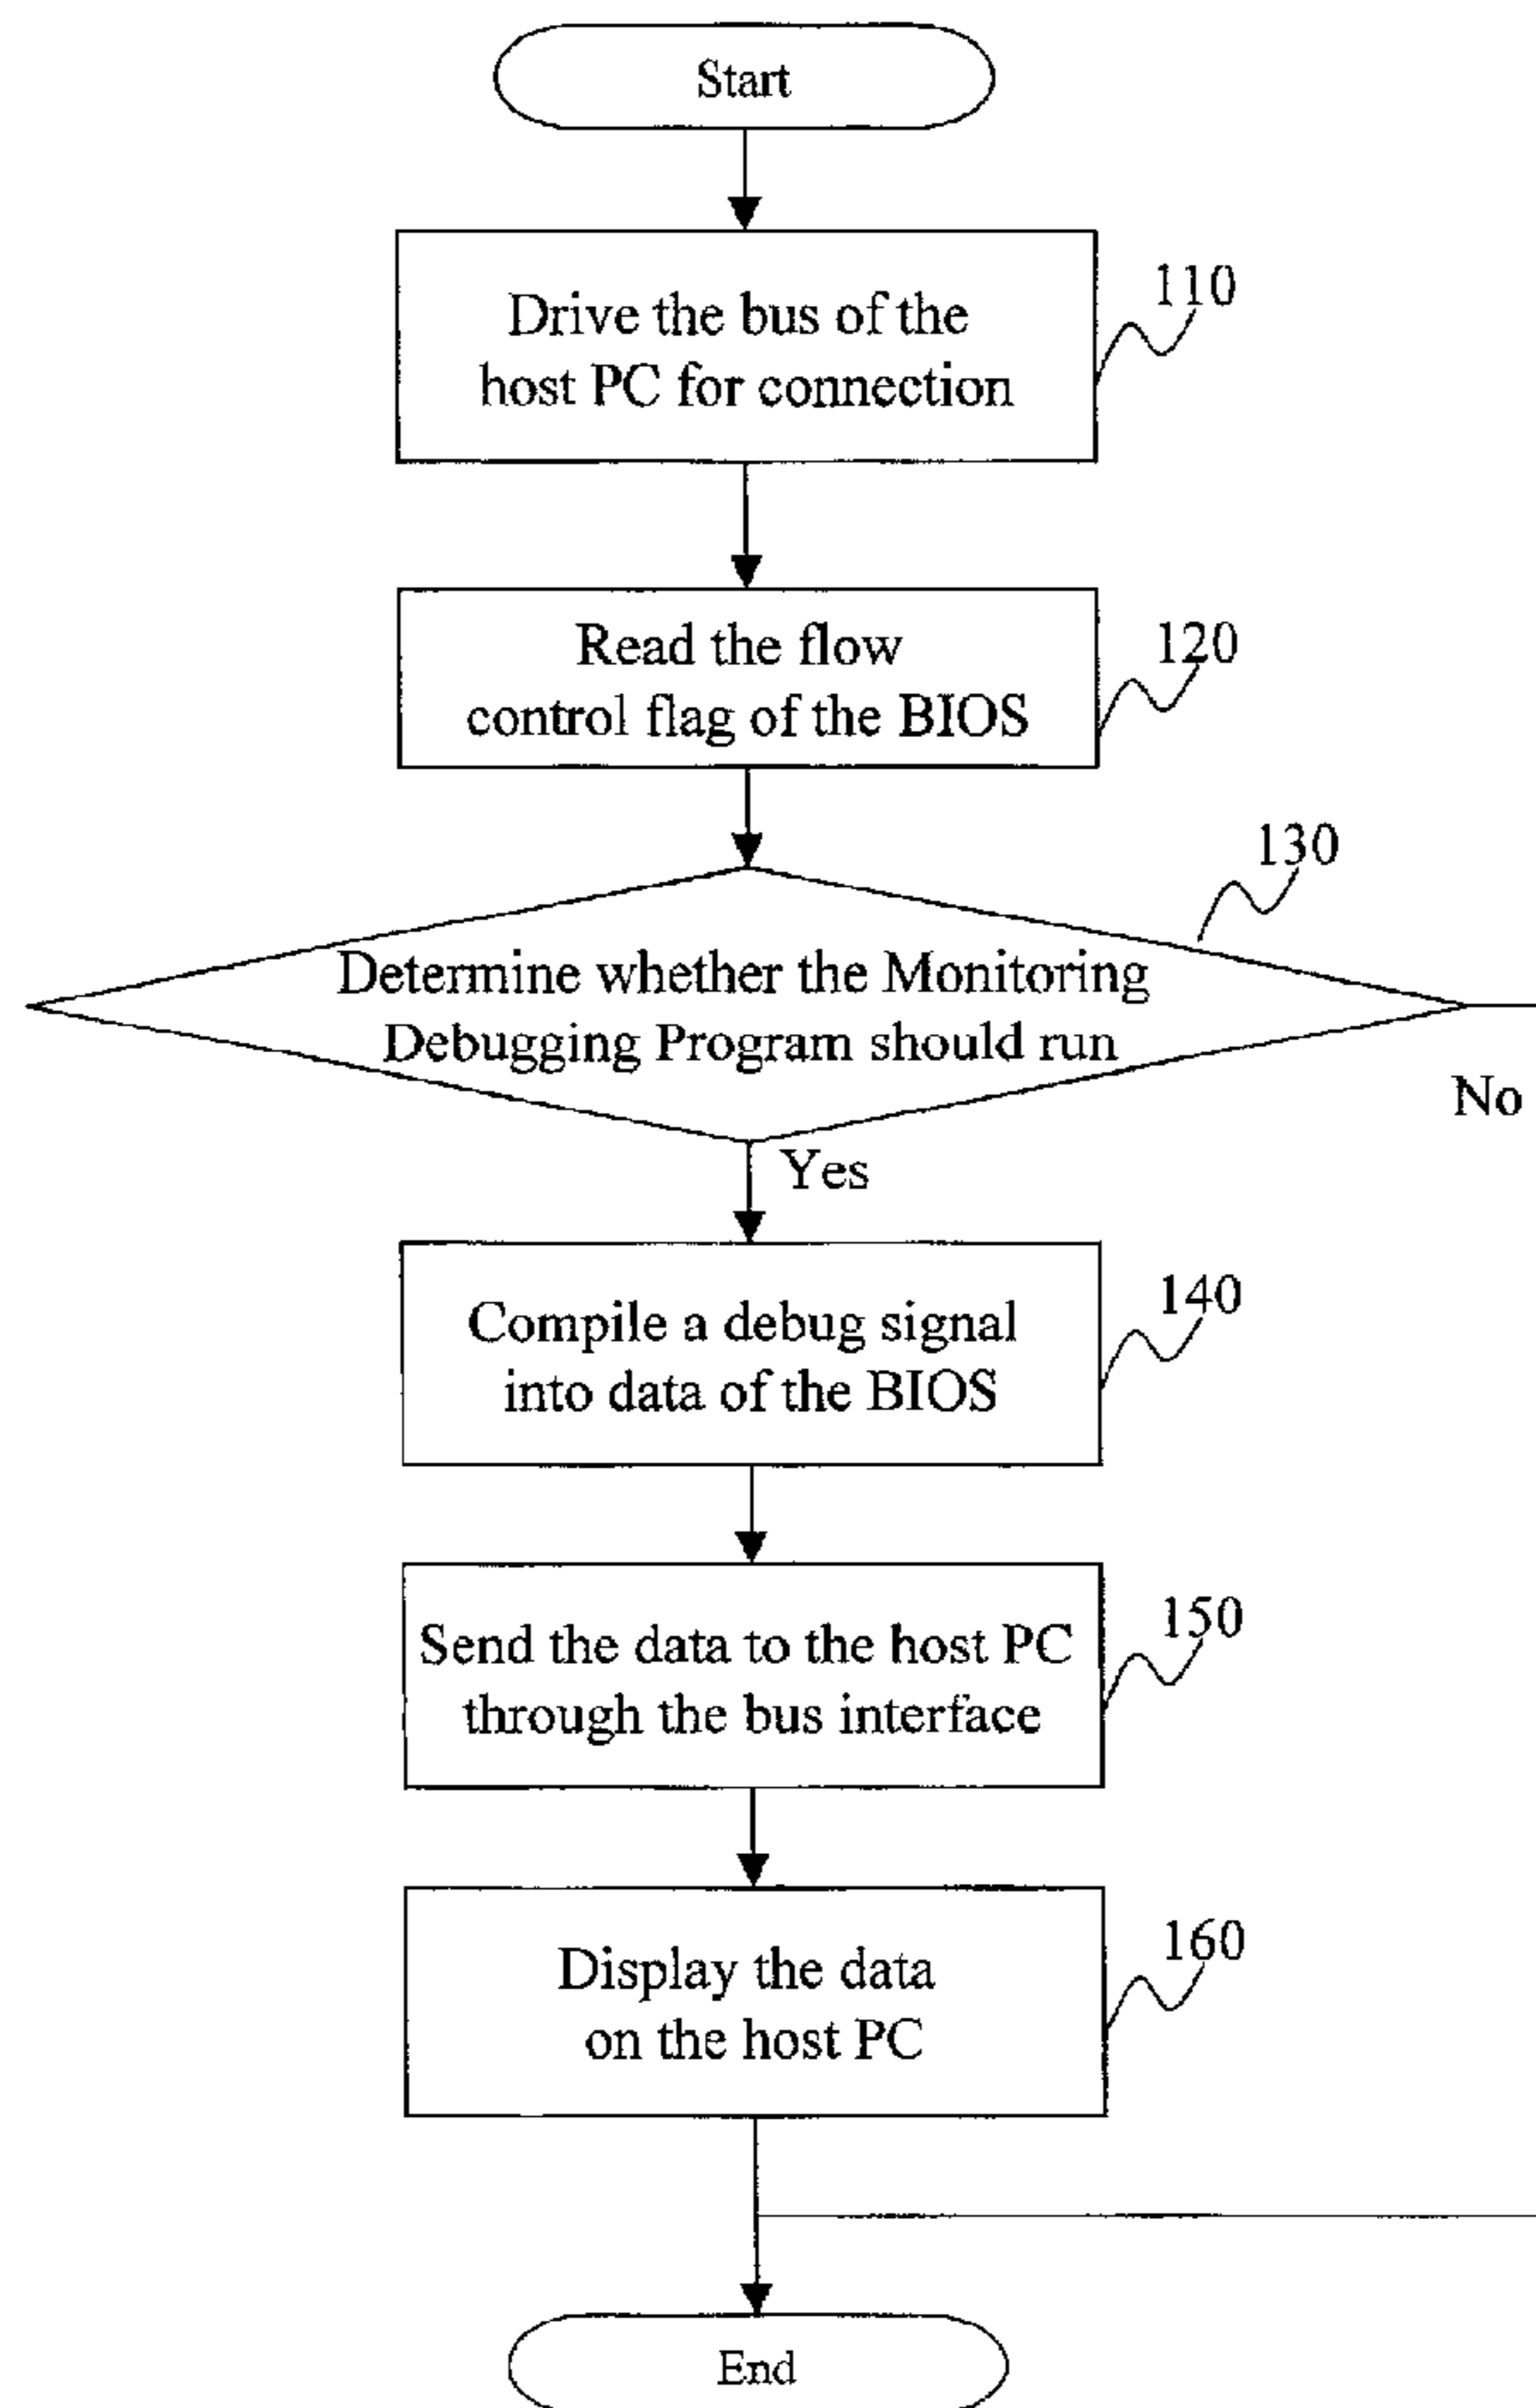 Start
Drive the bus of the
host PC for connection
110
Read the flow
control flag of the BIOS
120
130
Determine whether the Monitoring
Debugging Program should run
No
Yes
Compile a debug signal
into data of the BIOS
140
Send the data to the host PC
through the bus interface
150
Display the data
on the host PC
160
End